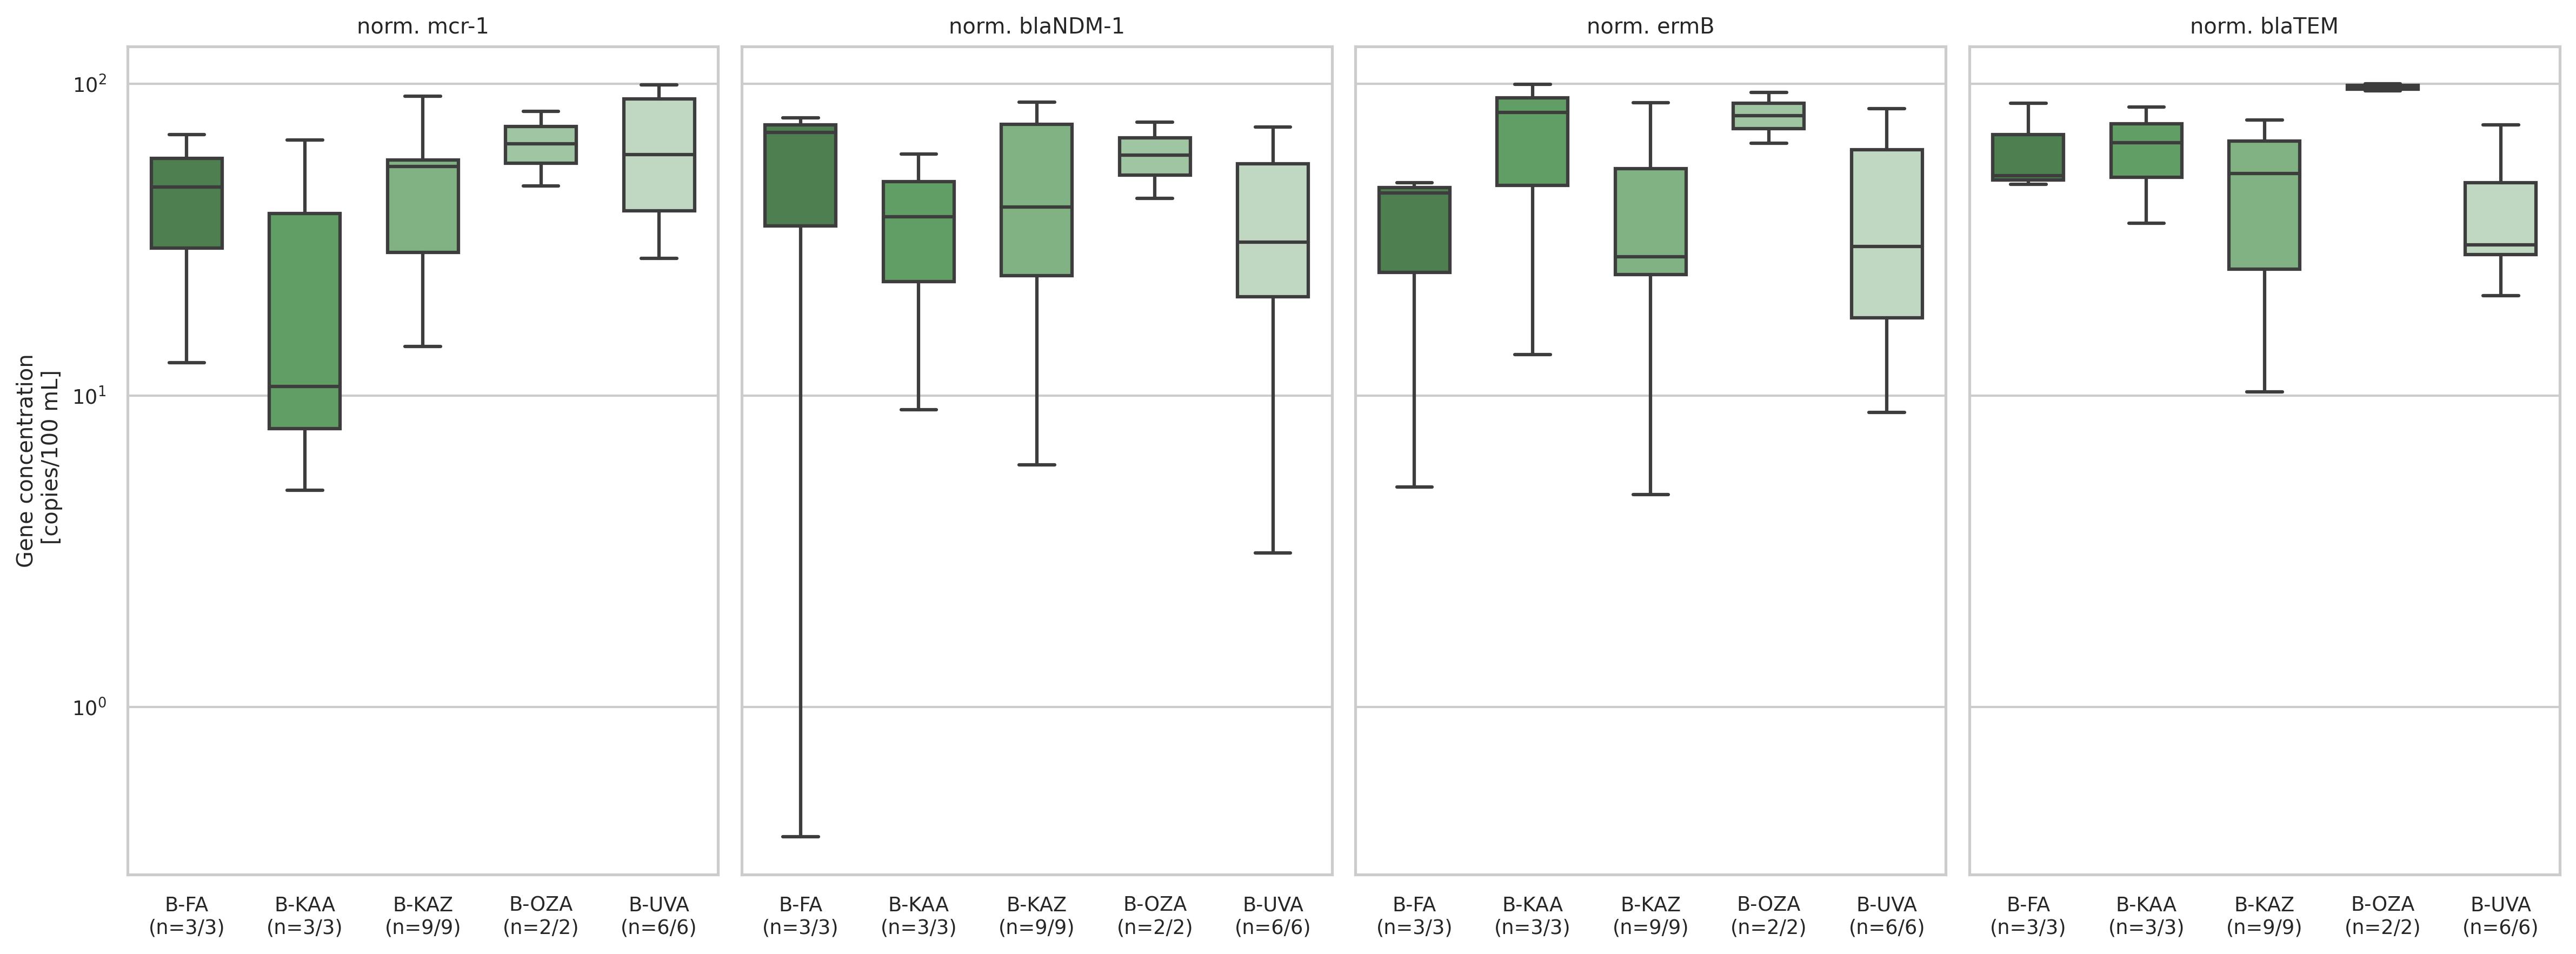 norm. mcr-1
norm. blaNDM-1
norm. ermB
norm. blaTEM
Gene concentration
[copies/100 mL]
10²
10¹
10⁰
B-FA
(n=3/3)
B-KAA
(n=3/3)
B-KAZ
(n=9/9)
B-OZA
(n=2/2)
B-UVA
(n=6/6)
B-FA
(n=3/3)
B-KAA
(n=3/3)
B-KAZ
(n=9/9)
B-OZA
(n=2/2)
B-UVA
(n=6/6)
B-FA
(n=3/3)
B-KAA
(n=3/3)
B-KAZ
(n=9/9)
B-OZA
(n=2/2)
B-UVA
(n=6/6)
B-FA
(n=3/3)
B-KAA
(n=3/3)
B-KAZ
(n=9/9)
B-OZA
(n=2/2)
B-UVA
(n=6/6)